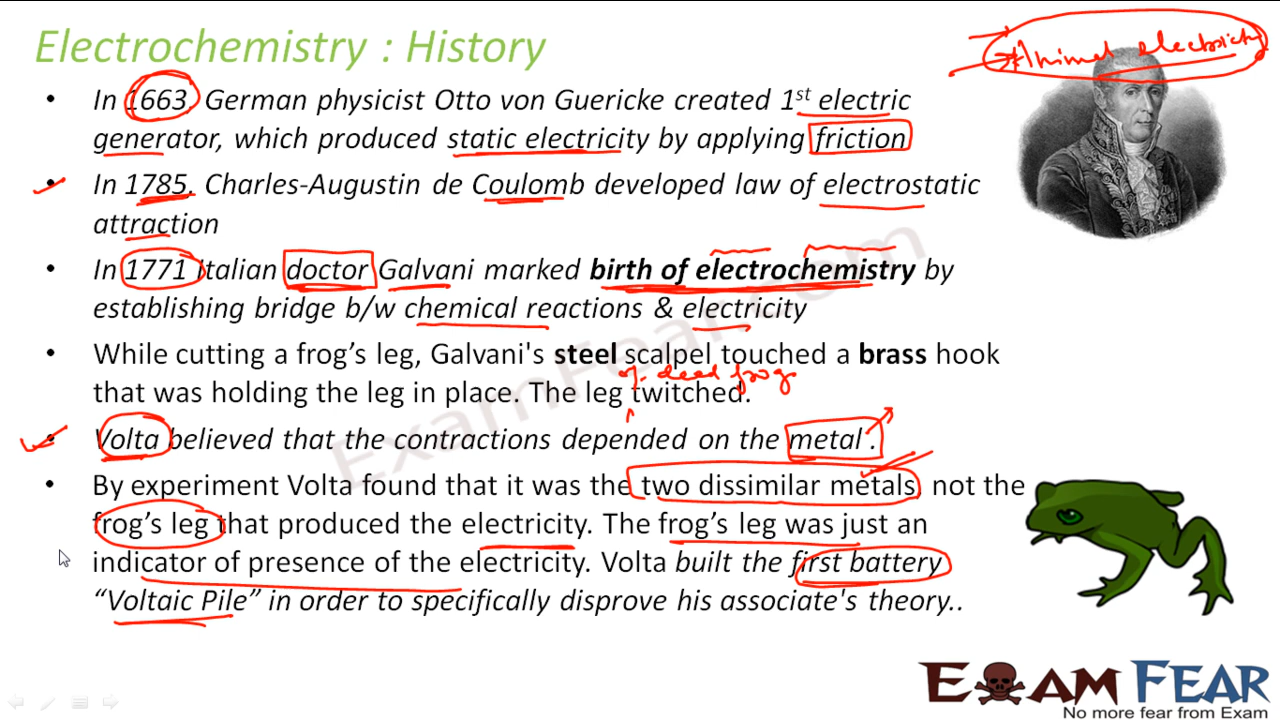 Electrochemistry : History
Animal electricity
• In 1663, German physicist Otto von Guericke created 1st electric
generator, which produced static electricity by applying friction
• In 1785, Charles-Augustin de Coulomb developed law of electrostatic
attraction
• In 1771 Italian doctor Galvani marked birth of electrochemistry by
establishing bridge b/w chemical reactions & electricity
• While cutting a frog's leg, Galvani's steel scalpel touched a brass hook
of dead frog
that was holding the leg in place. The leg twitched.
• Volta believed that the contractions depended on the metal .
• By experiment Volta found that it was the two dissimilar metals, not the
frog's leg that produced the electricity. The frog's leg was just an
indicator of presence of the electricity. Volta built the first battery
“Voltaic Pile” in order to specifically disprove his associate's theory..
ExamFear.com
EXAM FEAR
No more fear from Exam